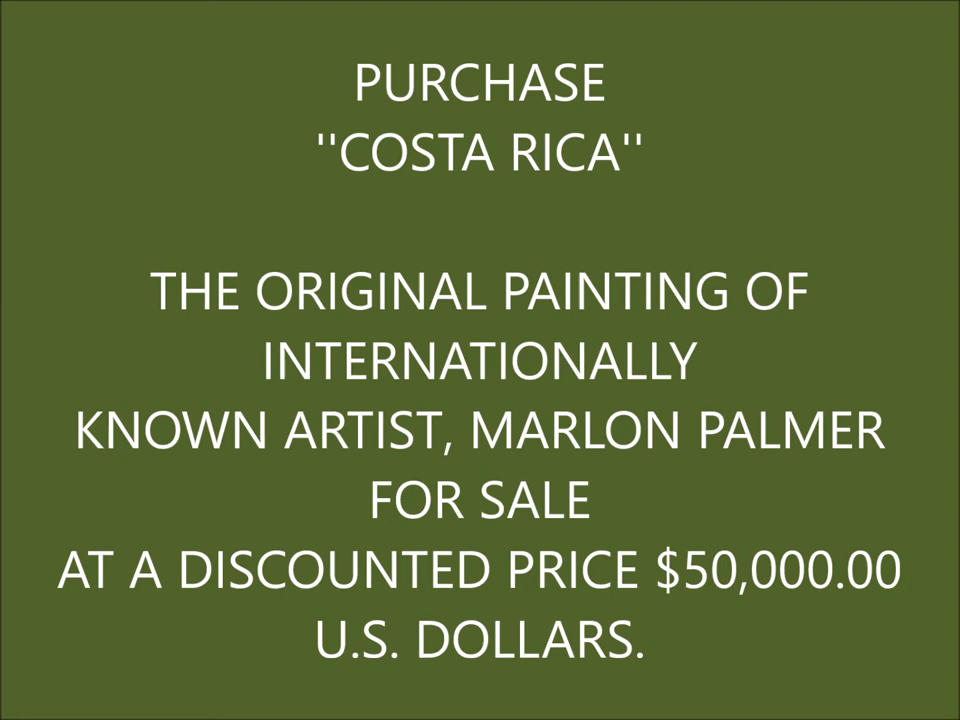 PURCHASE
''COSTA RICA''
THE ORIGINAL PAINTING OF
INTERNATIONALLY
KNOWN ARTIST, MARLON PALMER
FOR SALE
AT A DISCOUNTED PRICE $50,000.00
U.S. DOLLARS.